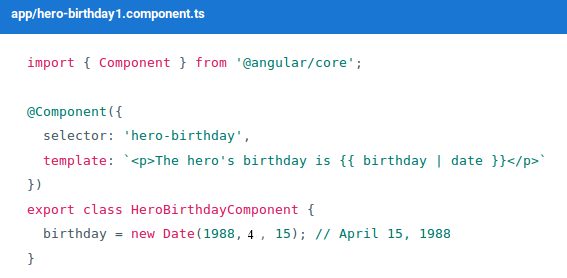 app/hero-birthday1.component.ts
import { Component } from '@angular/core';
@Component({
selector: 'hero-birthday',
template: `<p>The hero's birthday is {{ birthday | date }}</p>`
})
export class HeroBirthdayComponent {
birthday = new Date(1988, 4 , 15); // April 15, 1988
}